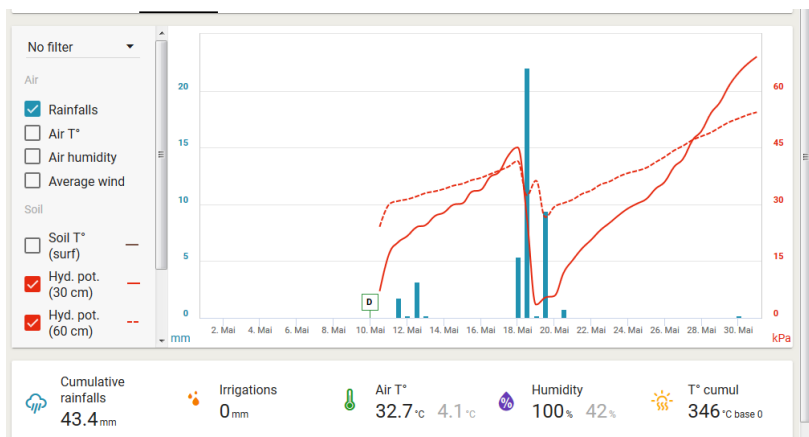 No filter
Air
Rainfalls
Air T°
Air humidity
Average wind
Soil
Soil T°
(surf)
Hyd. pot.
(30 cm)
Hyd. pot.
(60 cm)
20
15
10
5
0
mm
60
45
30
15
0
kPa
D
2. Mai 4. Mai 6. Mai 8. Mai 10. Mai 12. Mai 14. Mai 16. Mai 18. Mai 20. Mai 22. Mai 24. Mai 26. Mai 28. Mai 30. Mai
Cumulative
rainfalls
43.4 mm
Irrigations
0 mm
Air T°
32.7 °C 4.1 °C
Humidity
100% 42%
T° cumul
346 °C base 0